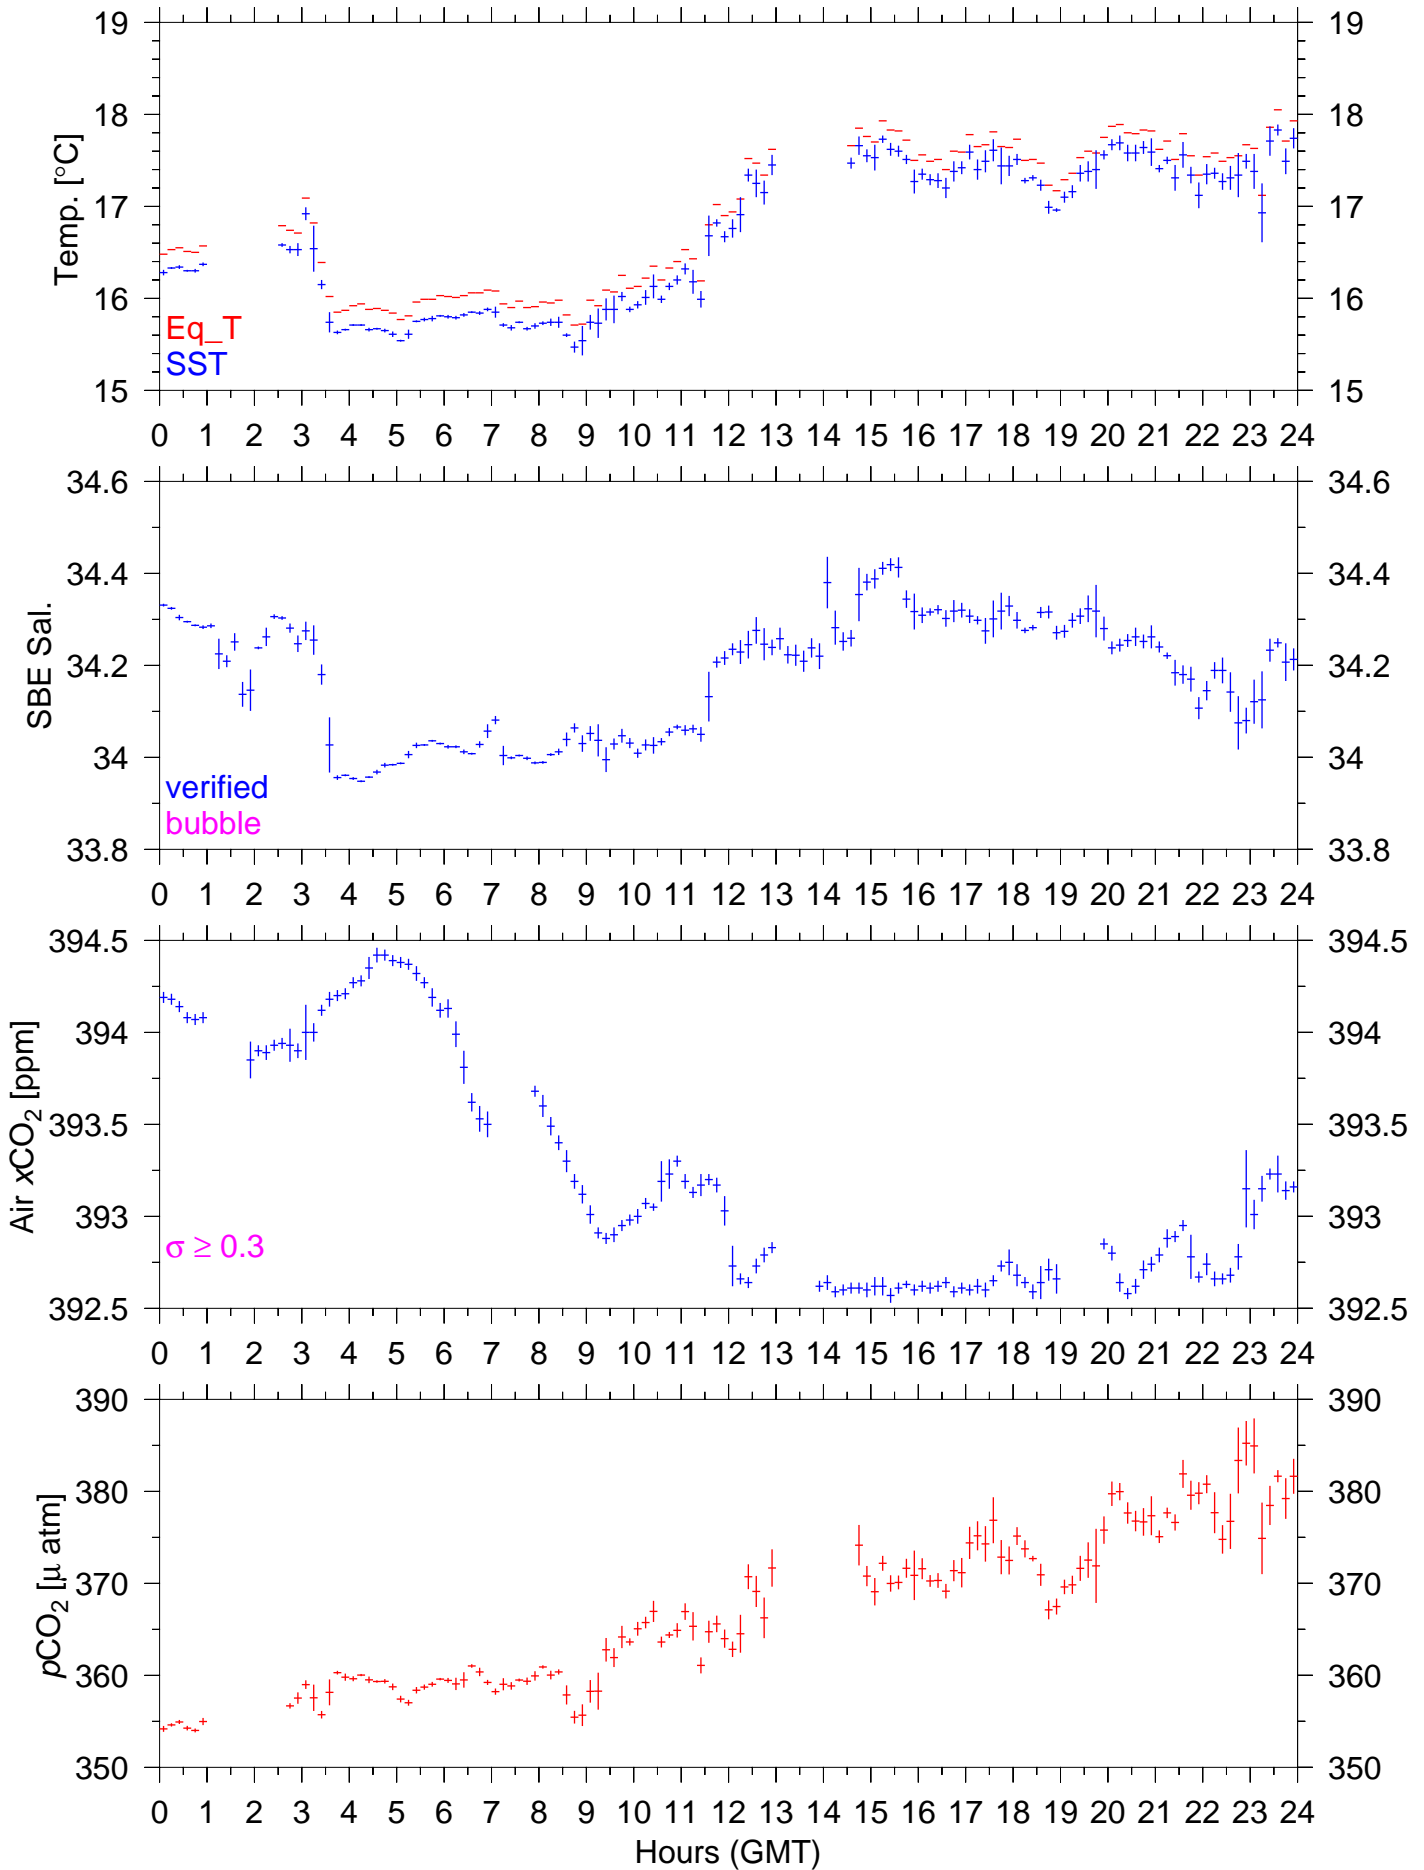 19 19
18 18
17 17
16 16
15 15
Temp. [°C]
Eq_T
SST
0 1 2 3 4 5 6 7 8 9 10 11 12 13 14 15 16 17 18 19 20 21 22 23 24
34.6 34.6
34.4 34.4
34.2 34.2
34 34
33.8 33.8
SBE Sal.
verified
bubble
0 1 2 3 4 5 6 7 8 9 10 11 12 13 14 15 16 17 18 19 20 21 22 23 24
394.5 394.5
394 394
393.5 393.5
393 393
392.5 392.5
Air xCO₂ [ppm]
σ ≥ 0.3
0 1 2 3 4 5 6 7 8 9 10 11 12 13 14 15 16 17 18 19 20 21 22 23 24
390 390
380 380
370 370
360 360
350 350
pCO₂ [μ atm]
0 1 2 3 4 5 6 7 8 9 10 11 12 13 14 15 16 17 18 19 20 21 22 23 24
Hours (GMT)